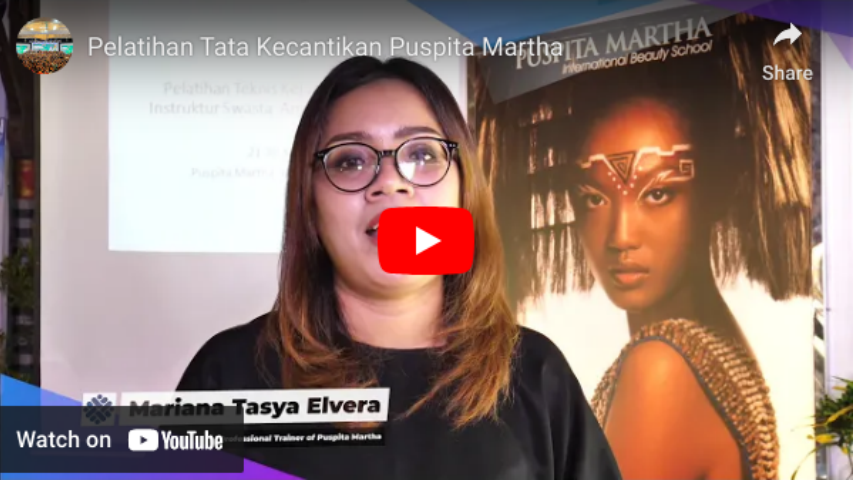 Pelatihan Tata Kecantikan Puspita Martha
Share
PUSPITA MARTHA
International Beauty School
Pelatihan Teknis
Instruktur Swasta
Puspita Martha
Mariana Tasya Elvera
Professional Trainer of Puspita Martha
Watch on YouTube